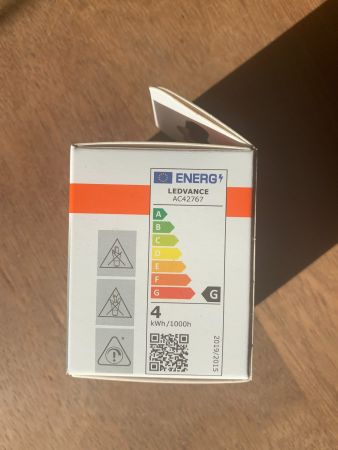 ENERG
LEDVANCE
AC42767
A
B
C
D
E
F
G
G
4
kWh/1000h
2019/2015